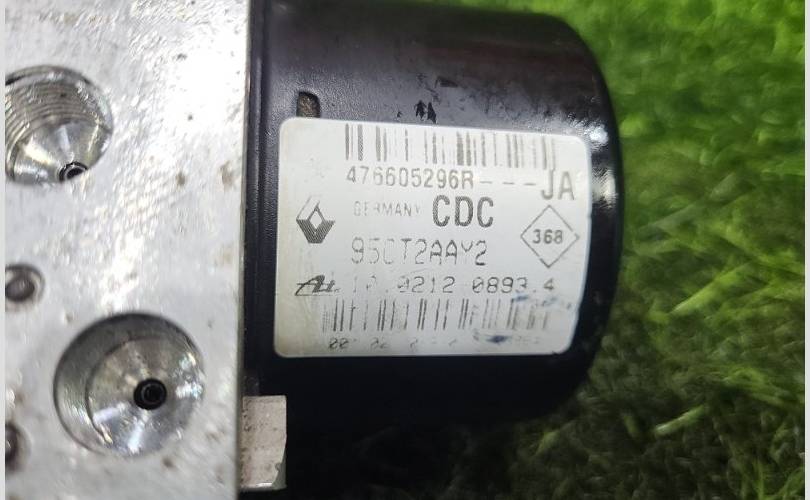 476605296R---JA
GERMANY CDC
368
95CT2AAY2
10.0212-0893.4